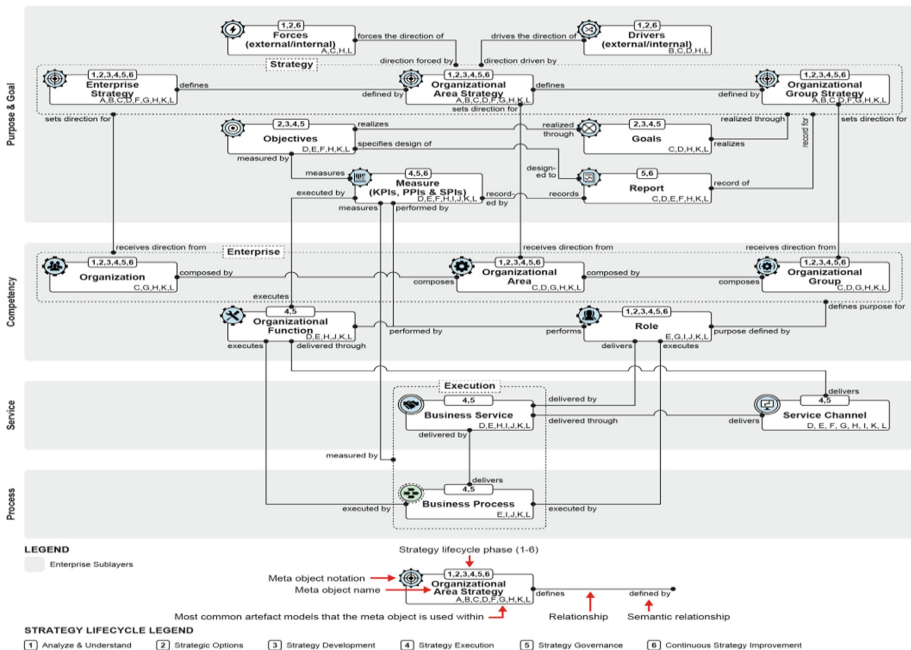 1,2,6
Forces
(external/internal)
A,C,H,L
forces the direction of
drives the direction of
1,2,6
Drivers
(external/internal)
B,C,D,H,L
direction forced by
direction driven by
Strategy
1,2,3,4,5,6
Enterprise
Strategy
A,B,C,D,F,G,H,K,L
defines
defined by
1,2,3,4,5,6
Organizational
Area Strategy
A,B,C,D,F,G,H,K,L
defines
defined by
1,2,3,4,5,6
Organizational
Group Strategy
A,B,C,D,F,G,H,K,L
sets direction for
sets direction for
sets direction for
Purpose & Goal
2,3,4,5
Objectives
D,E,F,H,K,L
realizes
realized
through
specifies design of
2,3,4,5
Goals
C,D,H,K,L
realized through
realizes
record for
measured by
measures
design-
ed to
executed by
4,5,6
Measure
(KPIs, PPIs & SPIs)
D,E,F,H,I,J,K,L
record-
ed by
records
5,6
Report
C,D,E,F,H,K,L
record of
measures
performed by
receives direction from
receives direction from
receives direction from
Enterprise
Competency
1,2,3,4,5,6
Organization
C,G,H,K,L
composed by
composes
1,2,3,4,5,6
Organizational
Area
C,D,G,H,K,L
composed by
composes
1,2,3,4,5,6
Organizational
Group
C,D,G,H,K,L
executes
defines purpose for
4,5
Organizational
Function
D,E,H,J,K,L
performed by
performs
1,2,3,4,5,6
Role
E,G,I,J,K,L
purpose defined by
executes
delivered through
delivers
executes
Service
Execution
4,5
Business Service
D,E,H,I,J,K,L
delivered by
delivered through
delivers
delivers
4,5
Service Channel
D, E, F, G, H, I, K, L
delivered by
measured by
Process
delivers
4,5
Business Process
E,I,J,K,L
executed by
executed by
LEGEND
Enterprise Sublayers
Strategy lifecycle phase (1-6)
Meta object notation
Meta object name
1,2,3,4,5,6
Organizational
Area Strategy
A,B,C,D,F,G,H,K,L
defines
defined by
Most common artefact models that the meta object is used within
Relationship
Semantic relationship
STRATEGY LIFECYCLE LEGEND
1 Analyze & Understand 2 Strategic Options 3 Strategy Development 4 Strategy Execution 5 Strategy Governance 6 Continuous Strategy Improvement